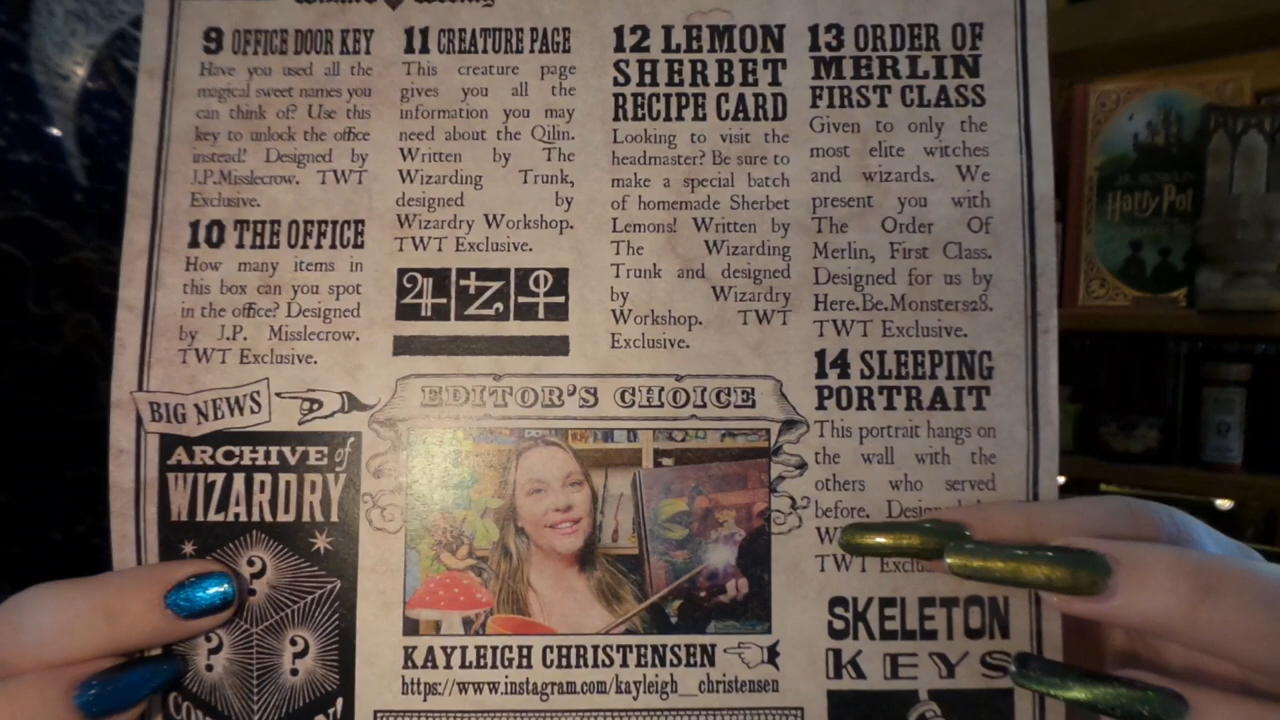 9 OFFICE DOOR KEY
Have you used all the
magical sweet names you
can think of? Use this
key to unlock the office
instead! Designed by
J.P.Misslecrow. TWT
Exclusive.
10 THE OFFICE
How many items in
this box can you spot
in the office? Designed
by J.P. Misslecrow.
TWT Exclusive.
11 CREATURE PAGE
This creature page
gives you all the
information you may
need about the Qilin.
Written by The
Wizarding Trunk,
designed by
Wizardry Workshop.
TWT Exclusive.
12 LEMON
SHERBET
RECIPE CARD
Looking to visit the
headmaster? Be sure to
make a special batch
of homemade Sherbet
Lemons! Written by
The Wizarding
Trunk and designed
by Wizardry
Workshop. TWT
Exclusive.
13 ORDER OF
MERLIN
FIRST CLASS
Given to only the
most elite witches
and wizards. We
present you with
The Order Of
Merlin, First Class.
Designed for us by
Here.Be.Monsters28.
TWT Exclusive.
14 SLEEPING
PORTRAIT
This portrait hangs on
the wall with the
others who served
before.
TWT
BIG NEWS
ARCHIVE of
WIZARDRY
? ? ?
EDITOR'S CHOICE
KAYLEIGH CHRISTENSEN
https://www.instagram.com/kayleigh__christensen
SKELETON
KEYS
Harry Pot